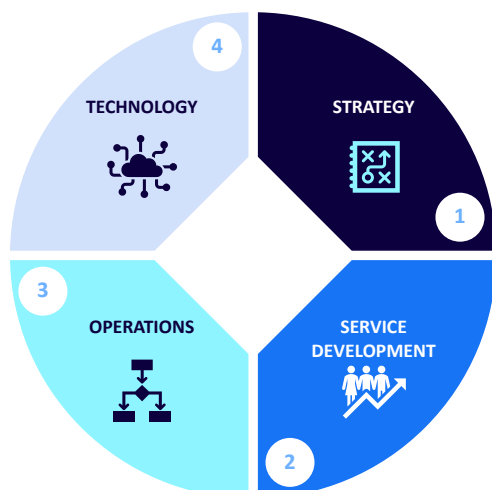 4
TECHNOLOGY
STRATEGY
1
3
OPERATIONS
SERVICE
DEVELOPMENT
2